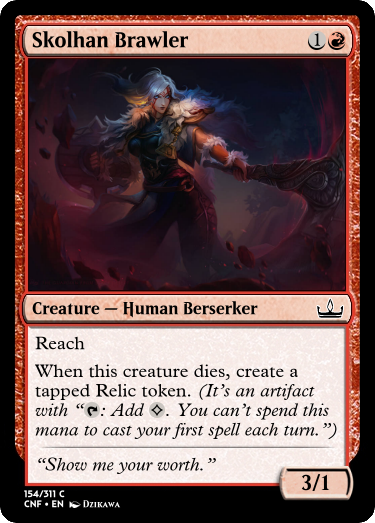 Skolhan Brawler 1
Creature — Human Berserker
Reach
When this creature dies, create a
tapped Relic token. (It's an artifact
with “: Add . You can't spend this
mana to cast your first spell each turn.”)
“Show me your worth.”
3/1
154/311 C
CNF • EN Dzikawa